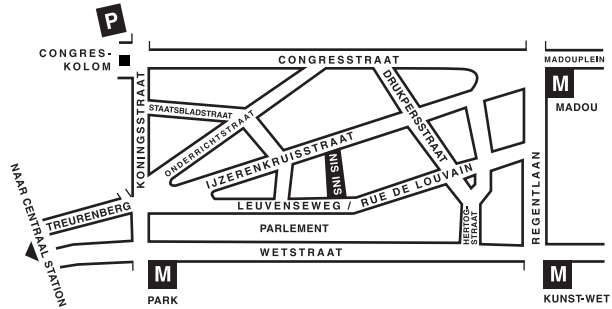 P
CONGRES-
KOLOM
CONGRESSTRAAT
MADOUPLEIN
M
MADOU
KONINGSSTRAAT
STAATSBLADSTRAAT
ONDERRICHTSTRAAT
DRUKPERSSTRAAT
IJZERENKRUISSTRAAT
NIS INS
LEUVENSEWEG / RUE DE LOUVAIN
REGENTLAAN
NAAR CENTRAAL STATION
TREURENBERG
PARLEMENT
HERTOG-
STRAAT
WETSTRAAT
M
PARK
M
KUNST-WET